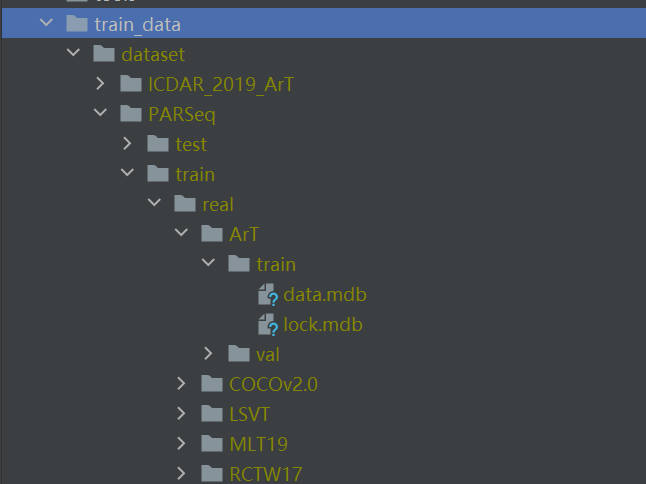 train_data
dataset
ICDAR_2019_ArT
PARSeq
test
train
real
ArT
train
data.mdb
lock.mdb
val
COCOv2.0
LSVT
MLT19
RCTW17